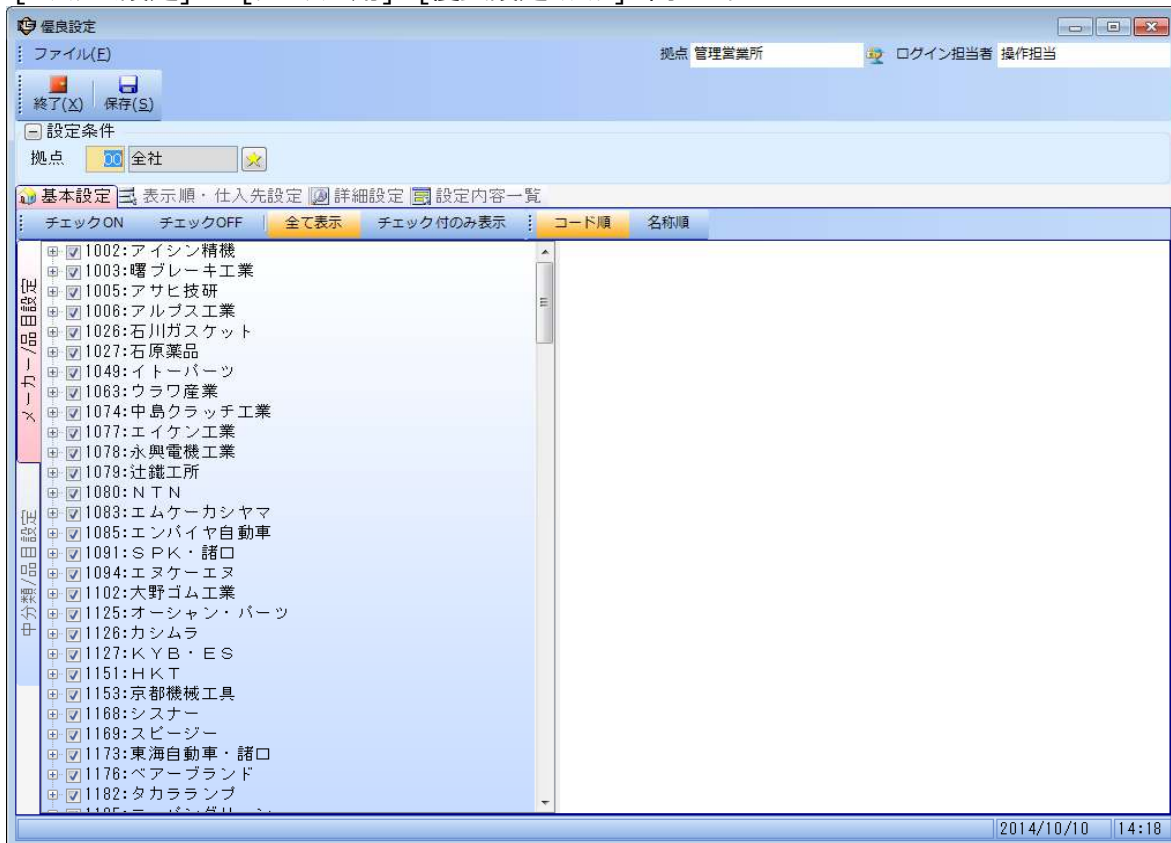 優良設定
ファイル(F)
拠点 管理営業所 ログイン担当者 操作担当
終了(X) 保存(S)
設定条件
拠点 00 全社
基本設定 表示順・仕入先設定 詳細設定 設定内容一覧
チェックON チェックOFF 全て表示 チェック付のみ表示 コード順 名称順
メーカー/品目設定
中分類/品目設定
1002:アイシン精機
1003:曙ブレーキ工業
1005:アサヒ技研
1006:アルプス工業
1026:石川ガスケット
1027:石原薬品
1049:イトーパーツ
1063:ウラワ産業
1074:中島クラッチ工業
1077:エイケン工業
1078:永興電機工業
1079:辻鐵工所
1080:ＮＴＮ
1083:エムケーカシヤマ
1085:エンパイヤ自動車
1091:ＳＰＫ・諸口
1094:エヌケーエヌ
1102:大野ゴム工業
1125:オーシャン・パーツ
1126:カシムラ
1127:ＫＹＢ・ＥＳ
1151:ＨＫＴ
1153:京都機械工具
1168:シスナー
1169:スピージー
1173:東海自動車・諸口
1176:ベアーブランド
1182:タカラランプ
2014/10/10 14:18